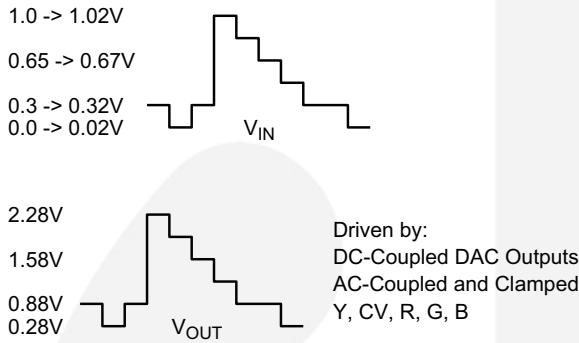 1.0 -> 1.02V
0.65 -> 0.67V
0.3 -> 0.32V
0.0 -> 0.02V
VIN
2.28V
1.58V
0.88V
0.28V
VOUT
Driven by:
DC-Coupled DAC Outputs
AC-Coupled and Clamped
Y, CV, R, G, B